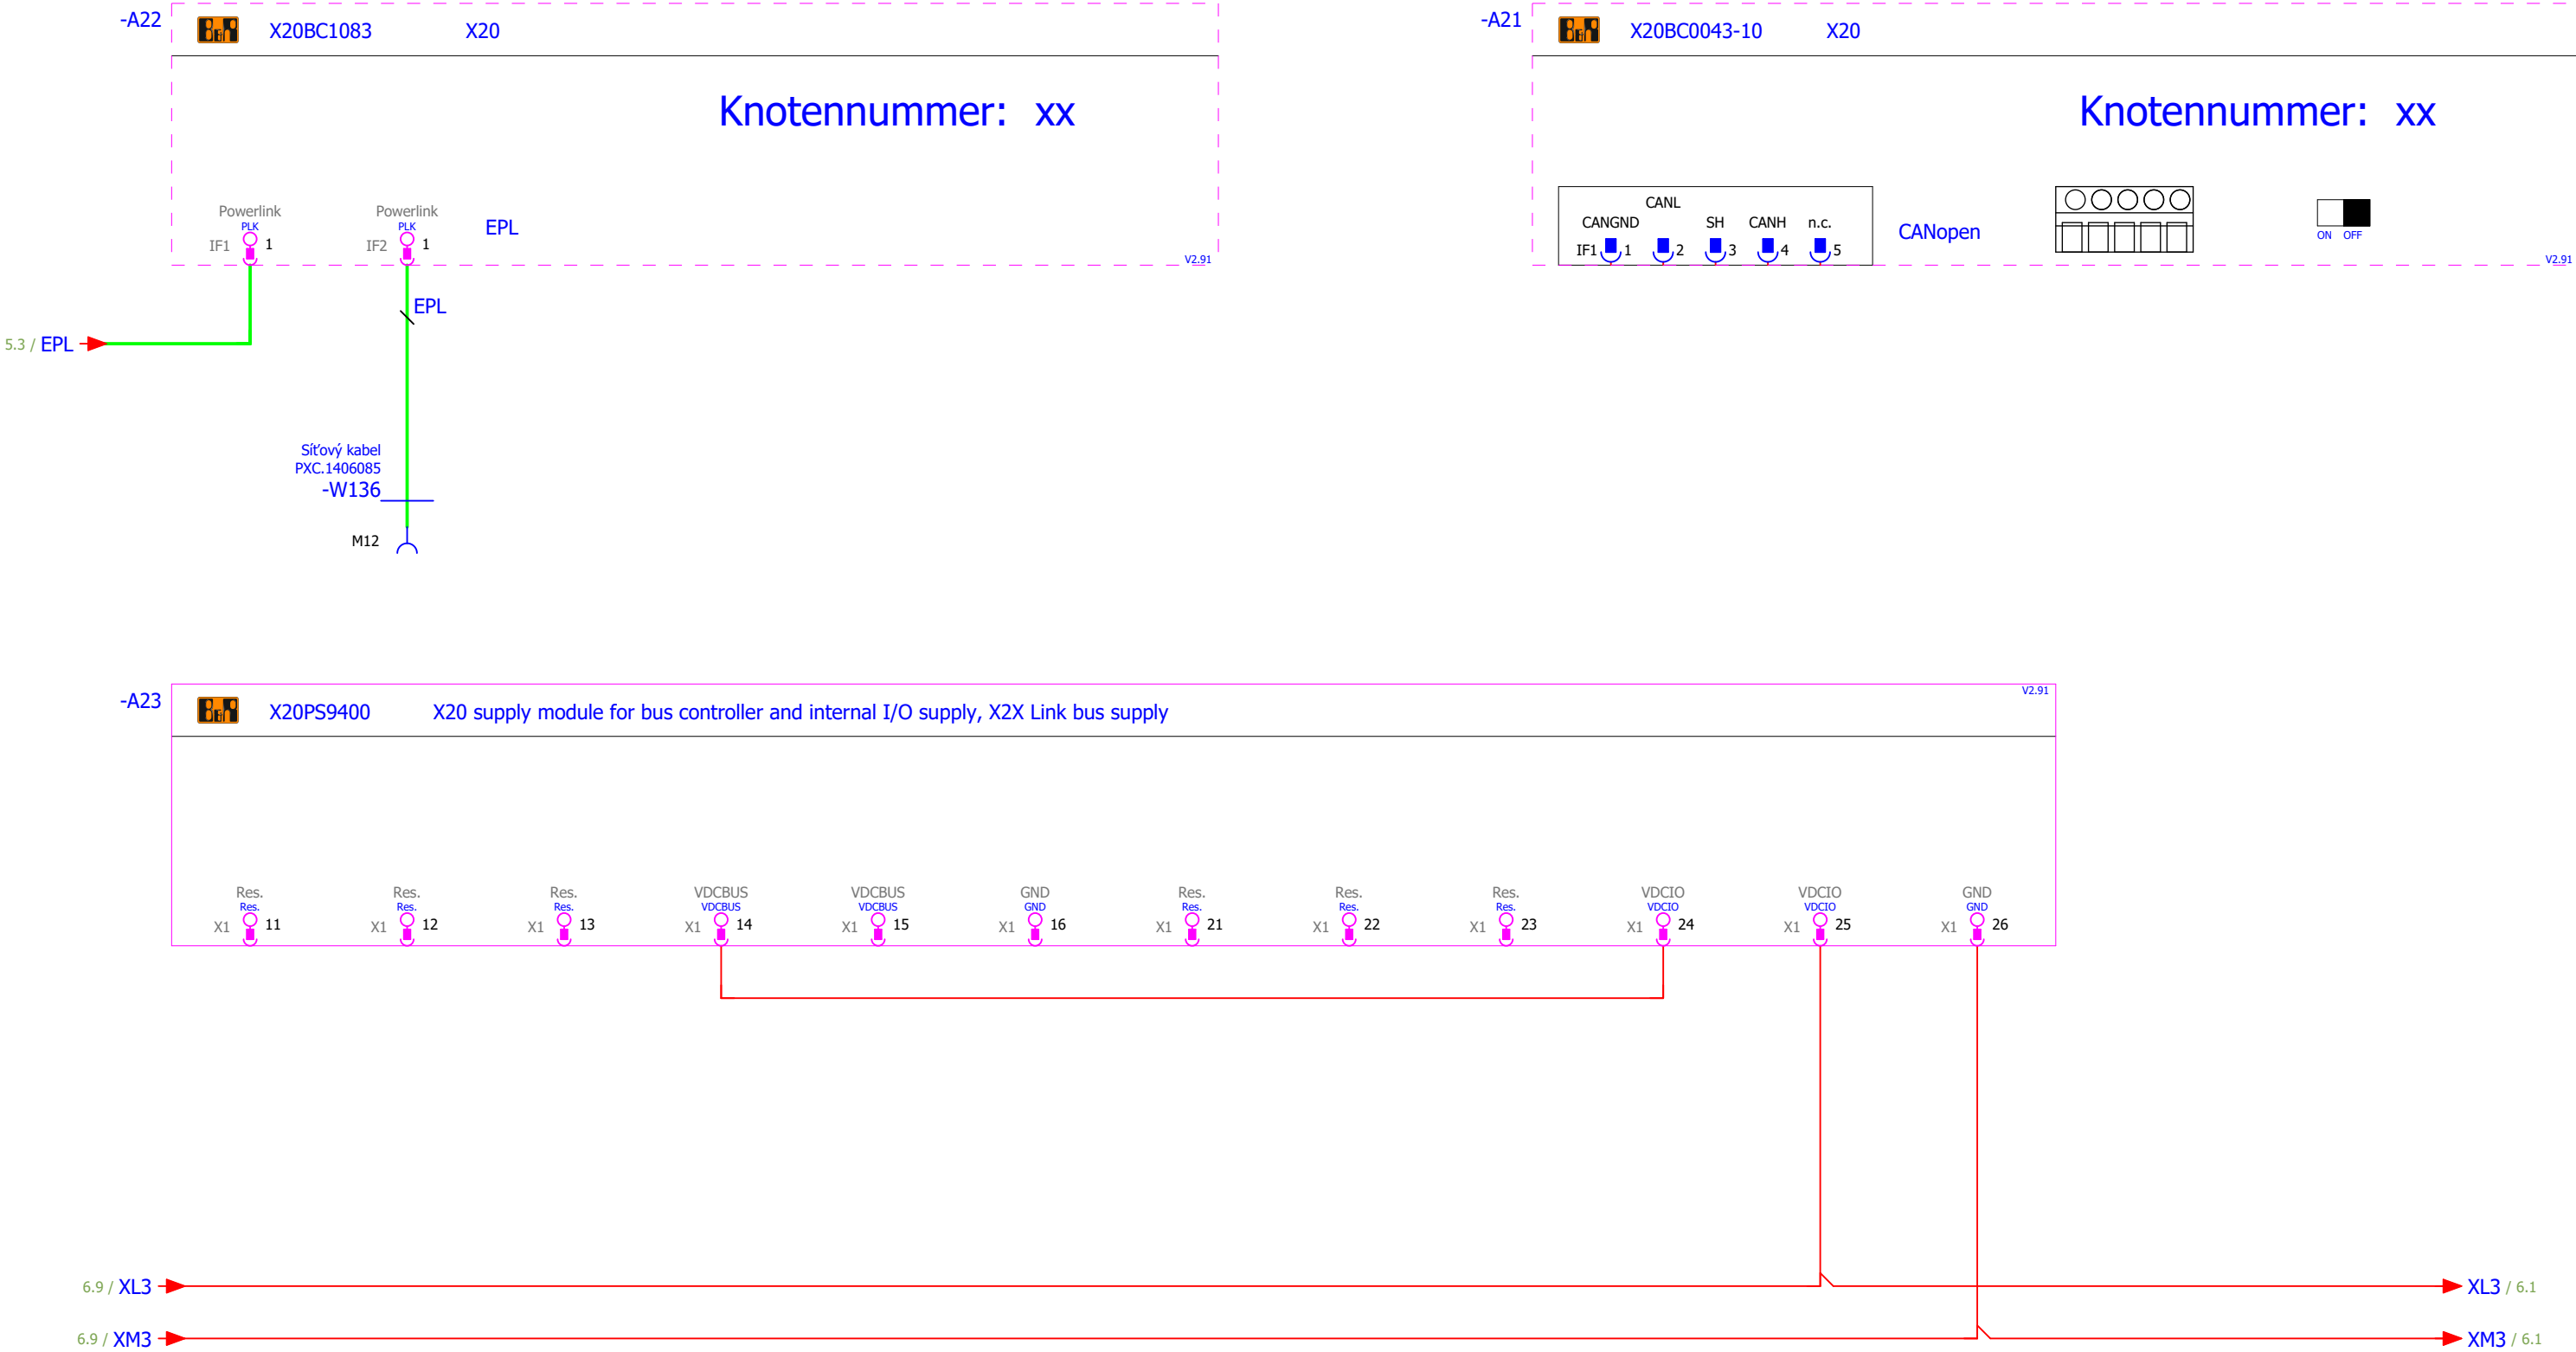 -A22
B&R
X20BC1083 X20
Knotennummer: xx
Powerlink Powerlink
PLK PLK
IF1 1 IF2 1
EPL
V2.91
EPL
5.3 / EPL
Síťový kabel
PXC.1406085
-W136
M12
-A21
B&R
X20BC0043-10 X20
Knotennummer: xx
CANL
CANGND SH CANH n.c.
IF1 1 2 3 4 5
CANopen
ON OFF
V2.91
-A23
B&R
X20PS9400 X20 supply module for bus controller and internal I/O supply, X2X Link bus supply
V2.91
Res. Res. Res. VDCBUS VDCBUS GND Res. Res. Res. VDCIO VDCIO GND
Res. Res. Res. VDCBUS VDCBUS GND Res. Res. Res. VDCIO VDCIO GND
X1 11 X1 12 X1 13 X1 14 X1 15 X1 16 X1 21 X1 22 X1 23 X1 24 X1 25 X1 26
6.9 / XL3 XL3 / 6.1
6.9 / XM3 XM3 / 6.1